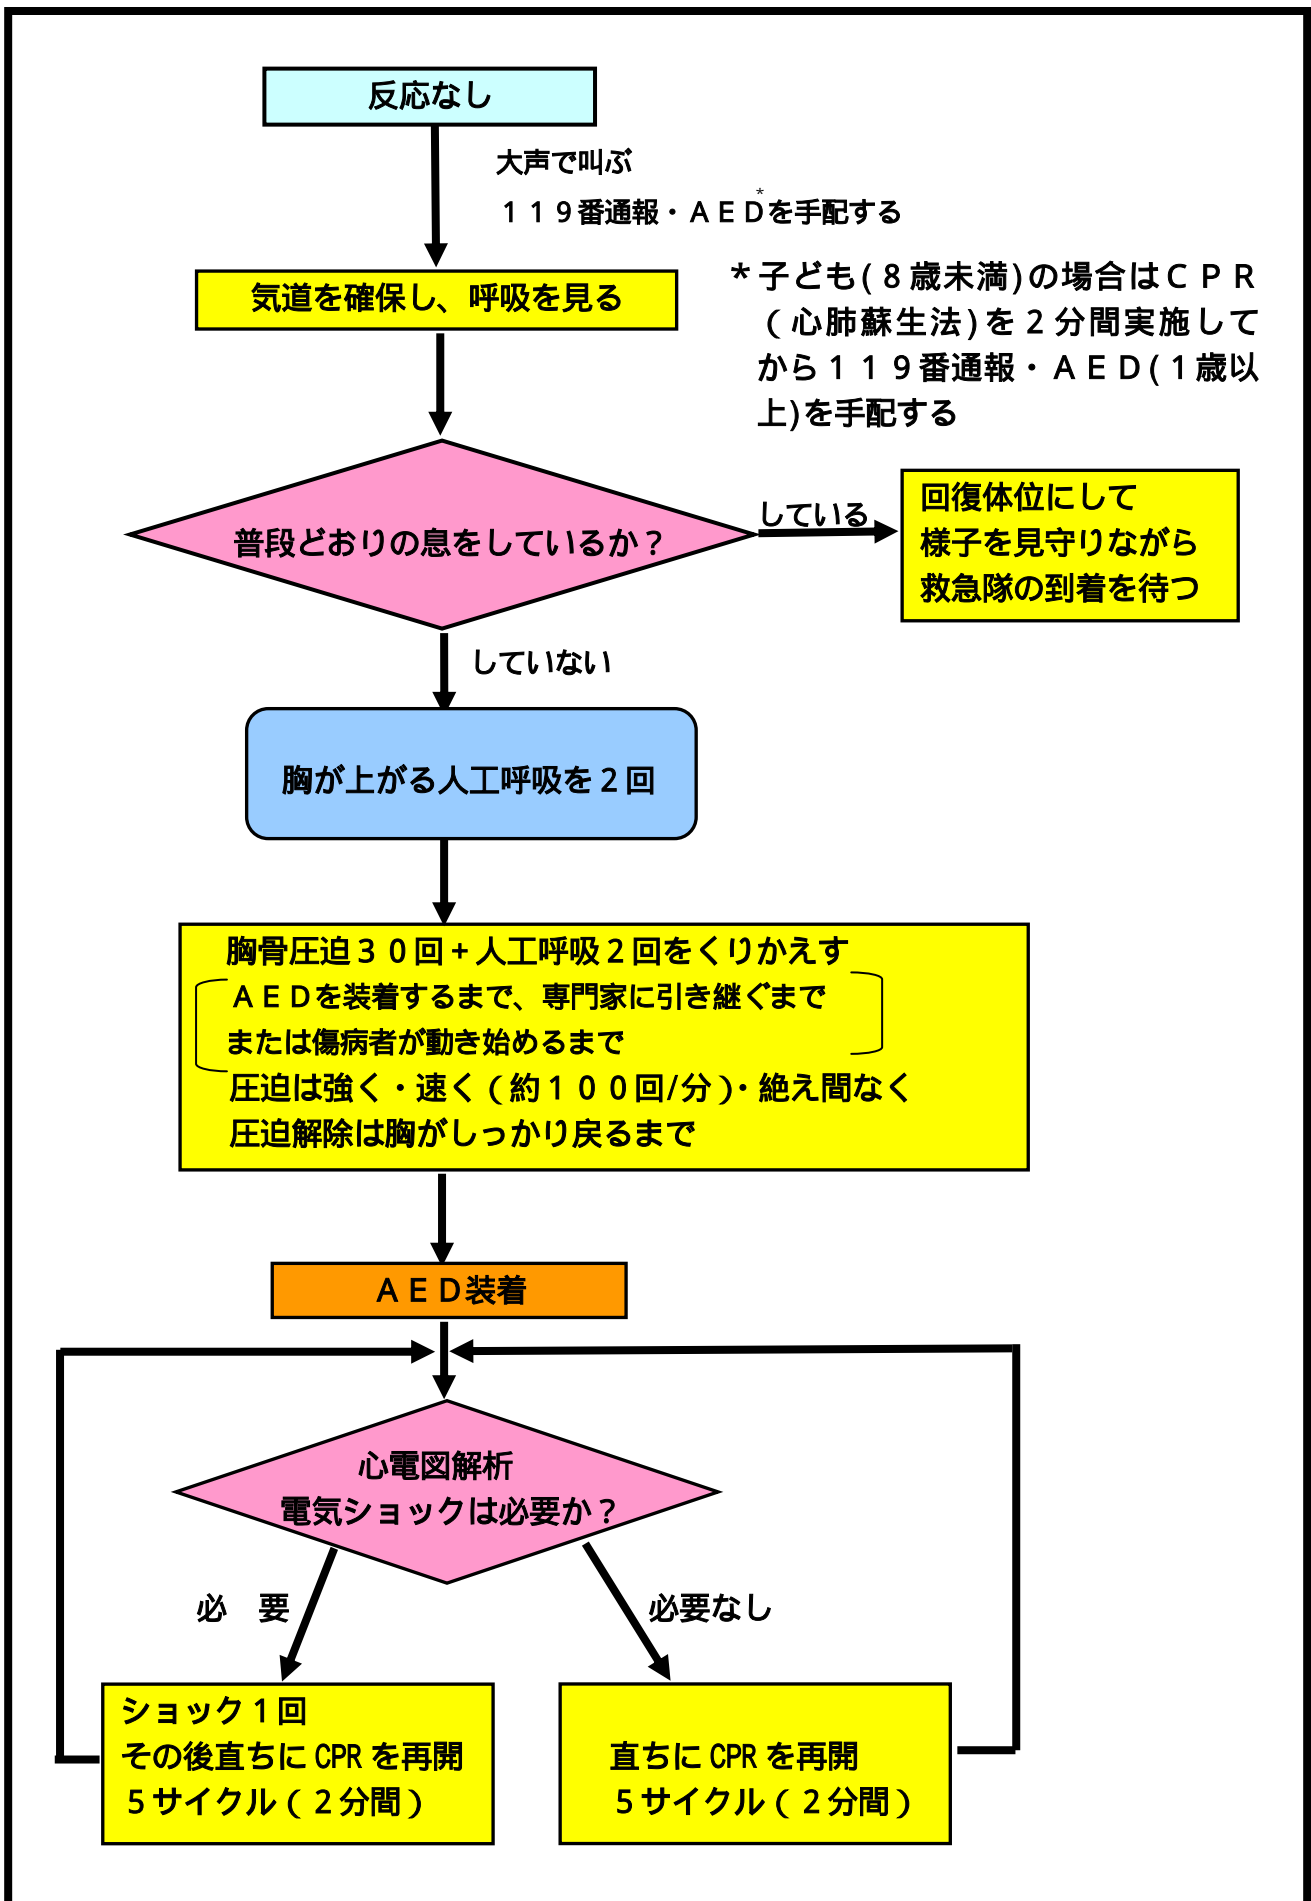 反応なし
大声で叫ぶ
１１９番通報・ＡＥＤ*を手配する
気道を確保し、呼吸を見る
*子ども(８歳未満)の場合はＣＰＲ
(心肺蘇生法)を２分間実施して
から１１９番通報・ＡＥＤ(１歳以
上)を手配する
普段どおりの息をしているか？
している
回復体位にして
様子を見守りながら
救急隊の到着を待つ
していない
胸が上がる人工呼吸を２回
胸骨圧迫３０回+人工呼吸２回をくりかえす
ＡＥＤを装着するまで、専門家に引き継ぐまで
または傷病者が動き始めるまで
圧迫は強く・速く(約１００回/分)・絶え間なく
圧迫解除は胸がしっかり戻るまで
ＡＥＤ装着
心電図解析
電気ショックは必要か？
必　要
必要なし
ショック１回
その後直ちに CPR を再開
５サイクル(２分間)
直ちに CPR を再開
５サイクル(２分間)